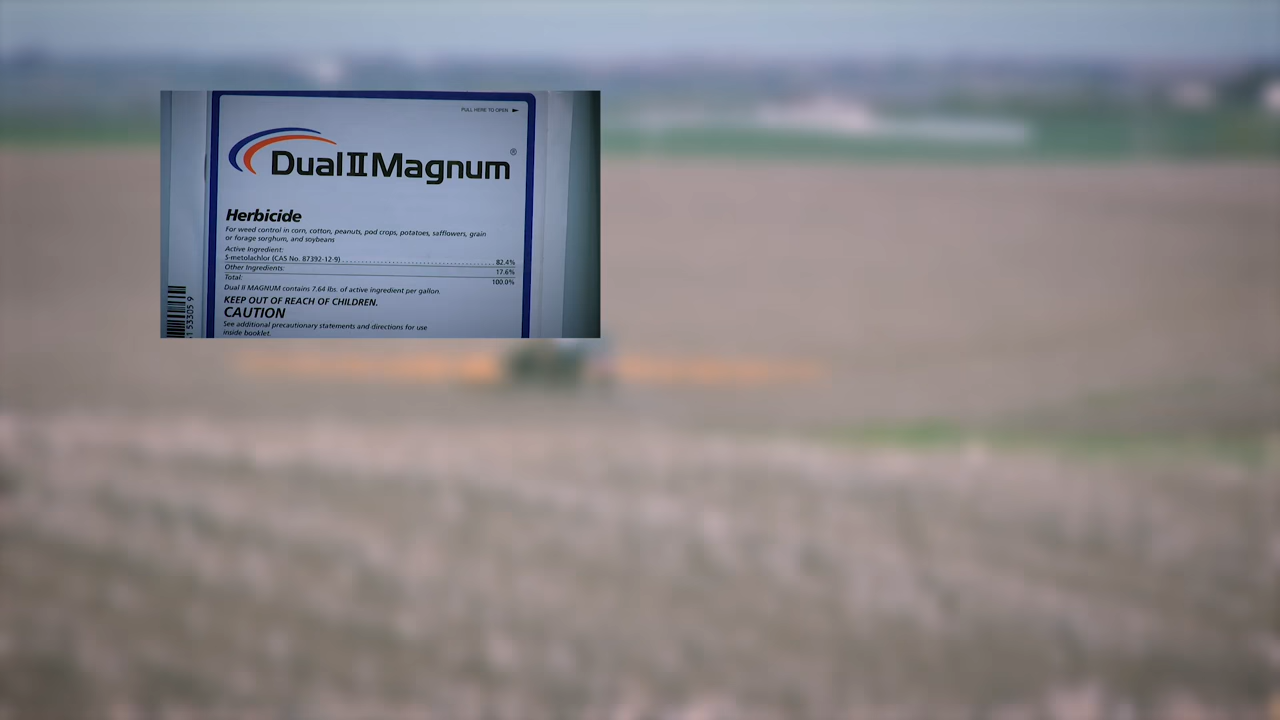 PULL HERE TO OPEN
Dual II Magnum®
Herbicide
For weed control in corn, cotton, peanuts, pod crops, potatoes, safflowers, grain
or forage sorghum, and soybeans
Active Ingredient:
S-metolachlor (CAS No. 87392-12-9) 82.4%
Other Ingredients: 17.6%
Total: 100.0%
Dual II MAGNUM contains 7.64 lbs. of active ingredient per gallon.
KEEP OUT OF REACH OF CHILDREN.
CAUTION
See additional precautionary statements and directions for use
inside booklet.
53305 9